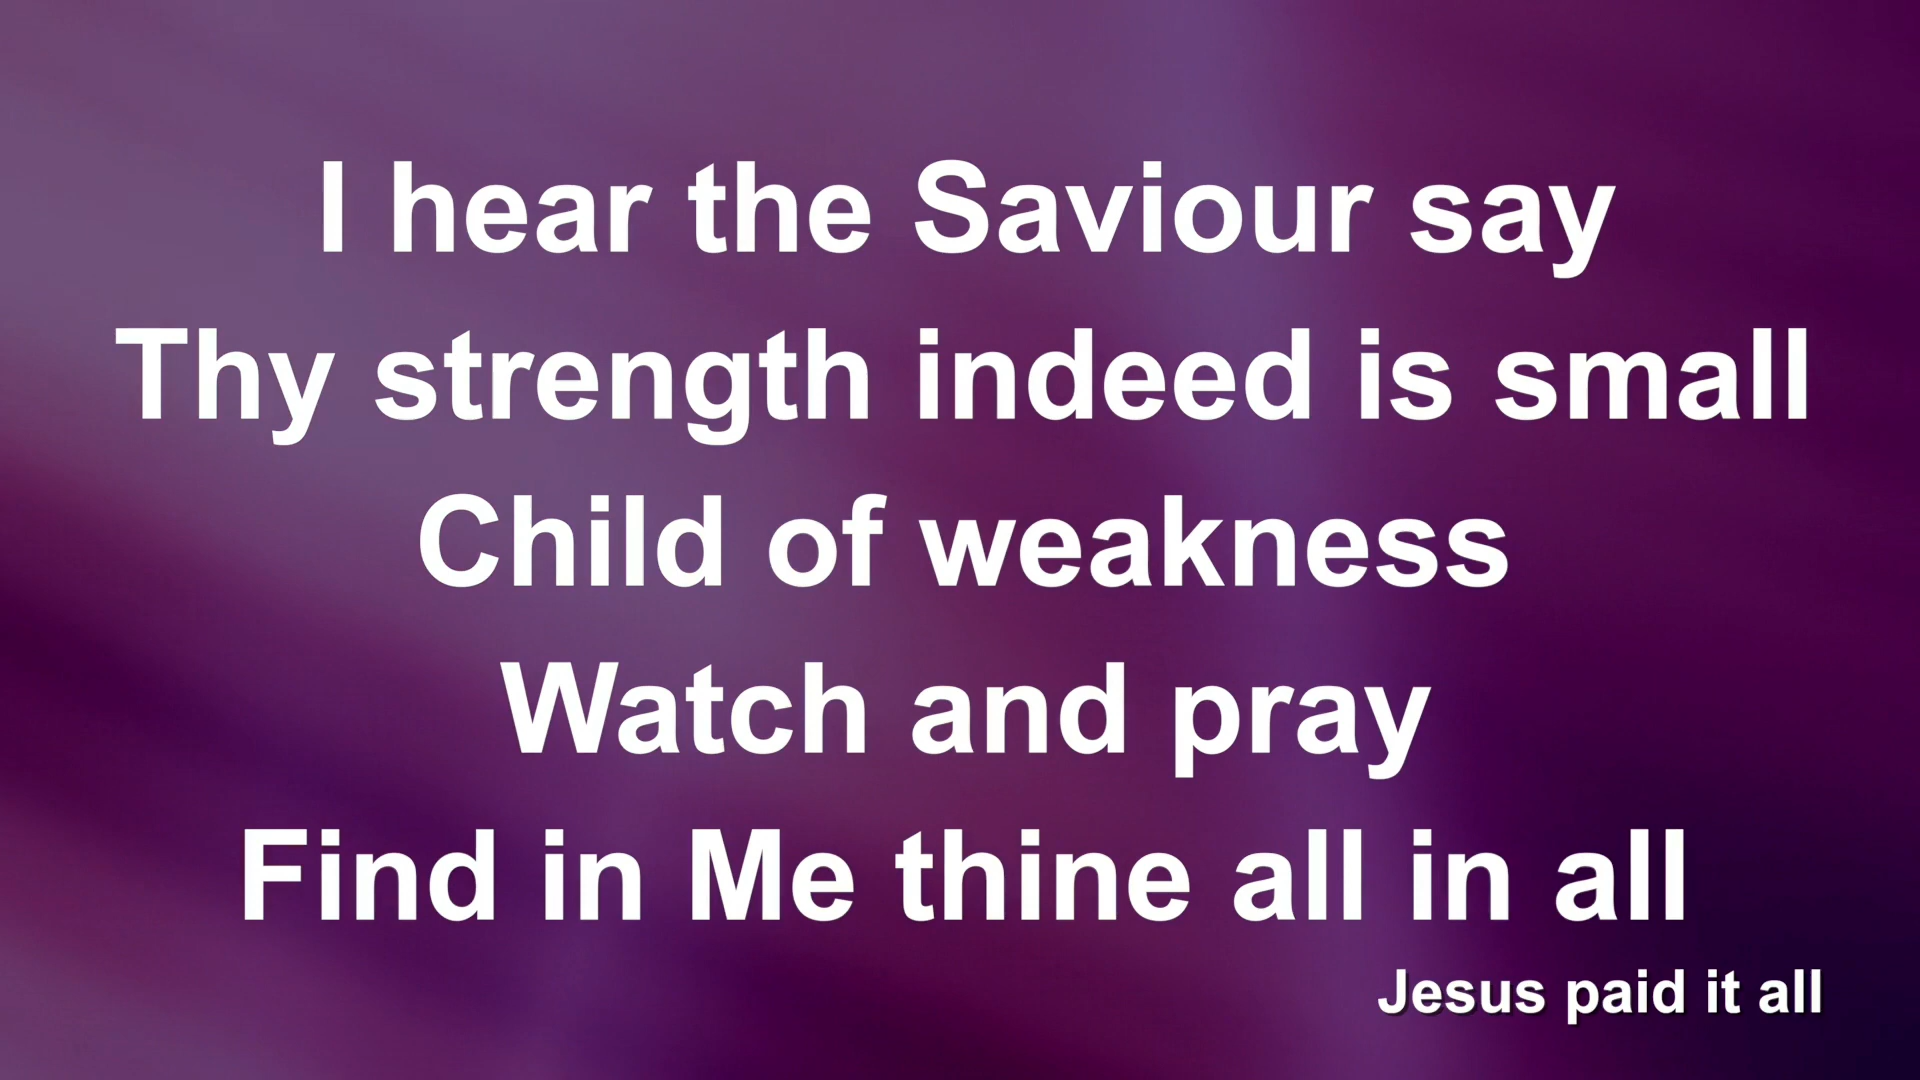 I hear the Saviour say
Thy strength indeed is small
Child of weakness
Watch and pray
Find in Me thine all in all
Jesus paid it all